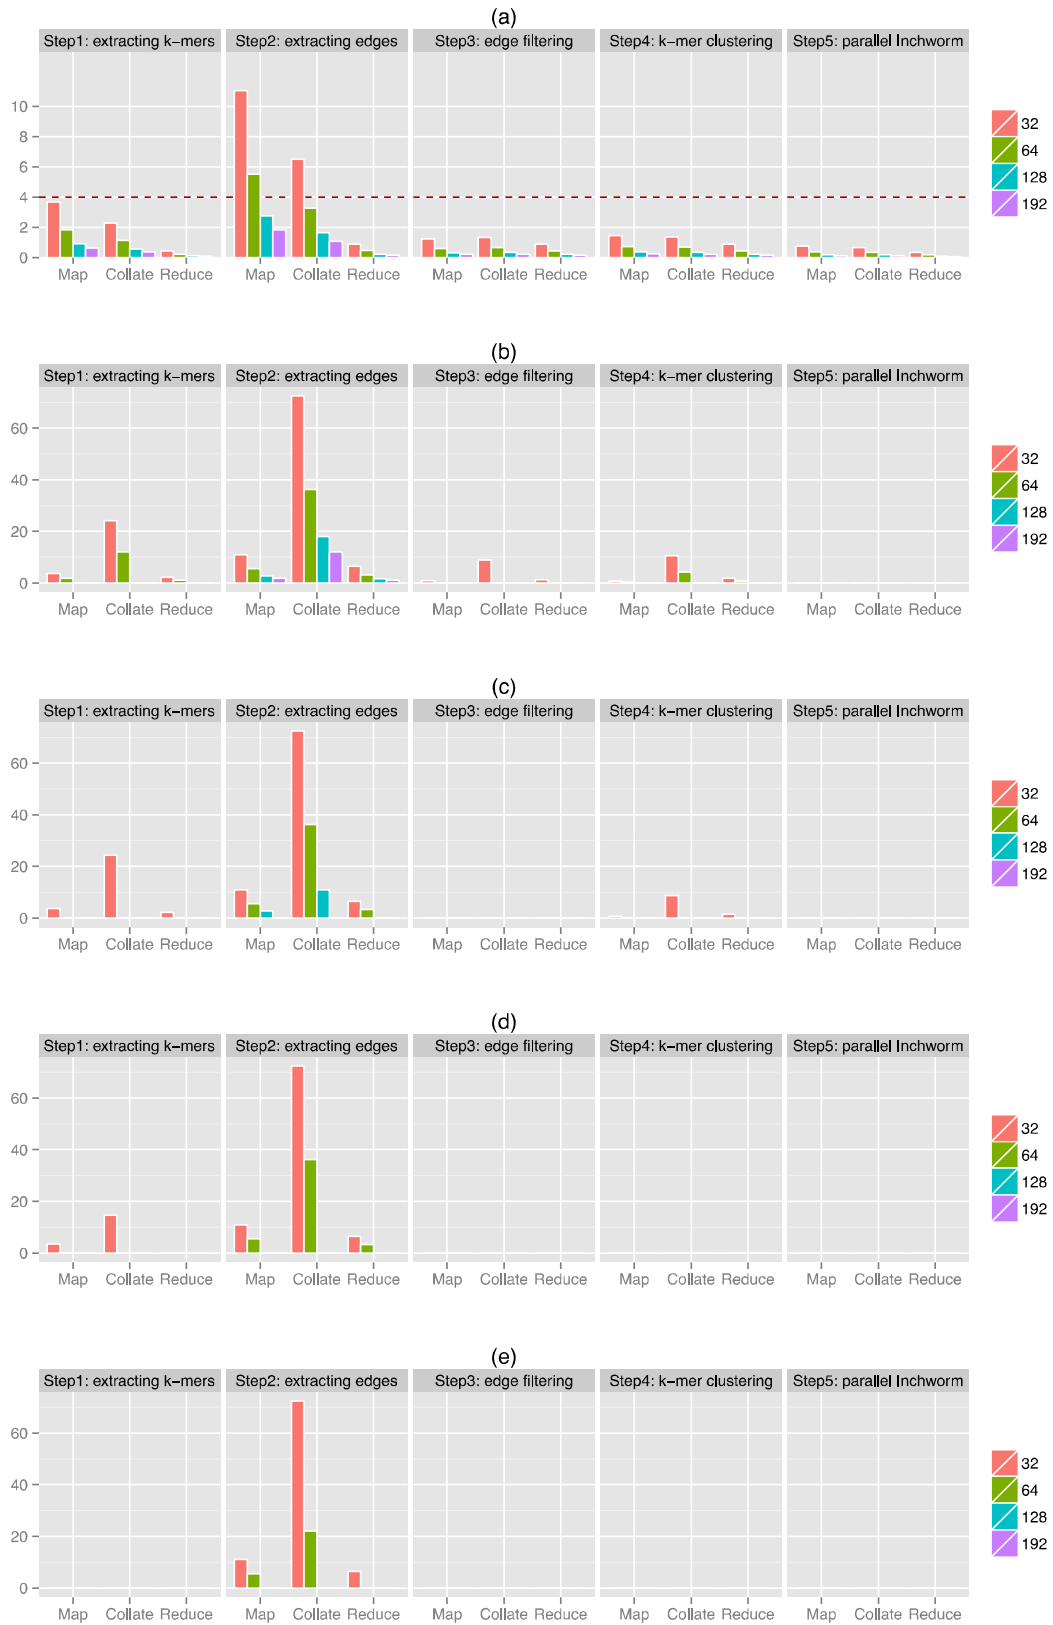 (a)
Step1: extracting k−mers Step2: extracting edges Step3: edge filtering Step4: k−mer clustering Step5: parallel Inchworm
10
8
6
4
2
0
Map Collate Reduce Map Collate Reduce Map Collate Reduce Map Collate Reduce Map Collate Reduce
32
64
128
192
(b)
Step1: extracting k−mers Step2: extracting edges Step3: edge filtering Step4: k−mer clustering Step5: parallel Inchworm
60
40
20
0
Map Collate Reduce Map Collate Reduce Map Collate Reduce Map Collate Reduce Map Collate Reduce
32
64
128
192
(c)
Step1: extracting k−mers Step2: extracting edges Step3: edge filtering Step4: k−mer clustering Step5: parallel Inchworm
60
40
20
0
Map Collate Reduce Map Collate Reduce Map Collate Reduce Map Collate Reduce Map Collate Reduce
32
64
128
192
(d)
Step1: extracting k−mers Step2: extracting edges Step3: edge filtering Step4: k−mer clustering Step5: parallel Inchworm
60
40
20
0
Map Collate Reduce Map Collate Reduce Map Collate Reduce Map Collate Reduce Map Collate Reduce
32
64
128
192
(e)
Step1: extracting k−mers Step2: extracting edges Step3: edge filtering Step4: k−mer clustering Step5: parallel Inchworm
60
40
20
0
Map Collate Reduce Map Collate Reduce Map Collate Reduce Map Collate Reduce Map Collate Reduce
32
64
128
192